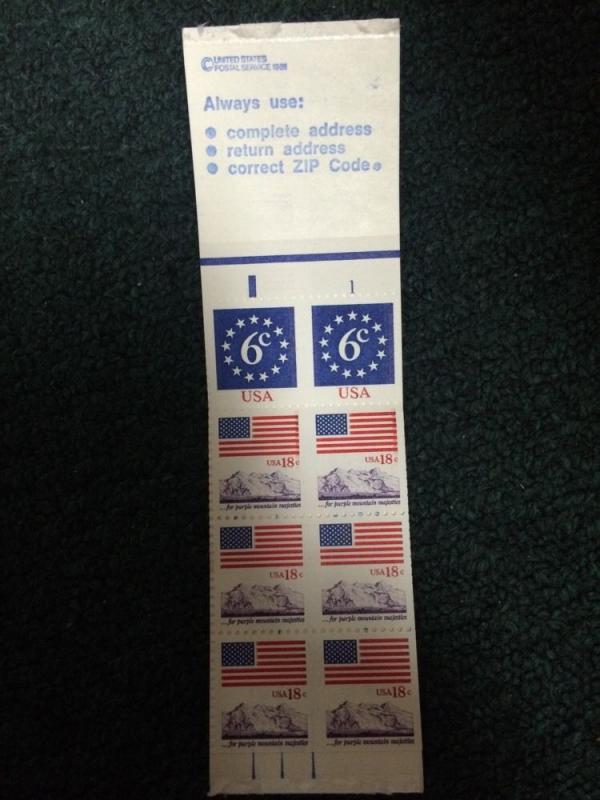 © UNITED STATES
POSTAL SERVICE 1981
Always use:
● complete address
● return address
● correct ZIP Code®
1
6c 6c
USA USA
USA 18c USA 18c
...for purple mountain majesties ...for purple mountain majesties
USA 18c USA 18c
...for purple mountain majesties ...for purple mountain majesties
USA 18c USA 18c
...for purple mountain majesties ...for purple mountain majesties